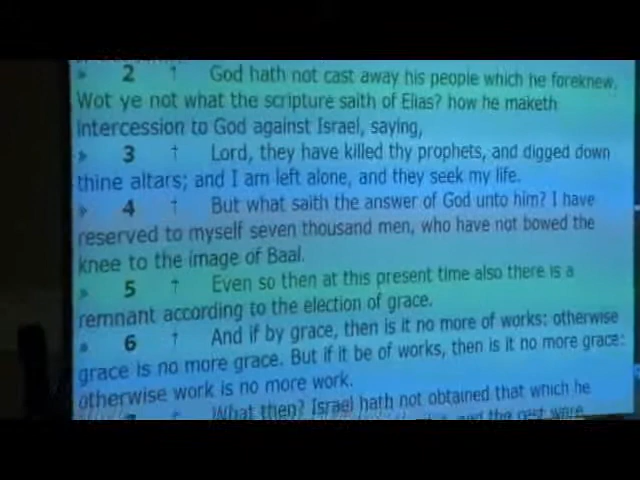 » 2 ↑ God hath not cast away his people which he foreknew.
Wot ye not what the scripture saith of Elias? how he maketh
intercession to God against Israel, saying,
» 3 ↑ Lord, they have killed thy prophets, and digged down
thine altars; and I am left alone, and they seek my life.
» 4 ↑ But what saith the answer of God unto him? I have
reserved to myself seven thousand men, who have not bowed the
knee to the image of Baal.
» 5 ↑ Even so then at this present time also there is a
remnant according to the election of grace.
» 6 ↑ And if by grace, then is it no more of works: otherwise
grace is no more grace. But if it be of works, then is it no more grace:
otherwise work is no more work.
What then? Israel hath not obtained that which he
and the rest were